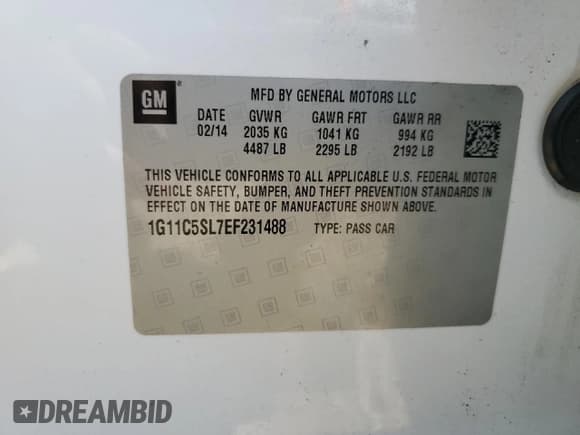 GM
MFD BY GENERAL MOTORS LLC
DATE GVWR GAWR FRT GAWR RR
02/14 2035 KG 1041 KG 994 KG
4487 LB 2295 LB 2192 LB
THIS VEHICLE CONFORMS TO ALL APPLICABLE U.S. FEDERAL MOTOR
VEHICLE SAFETY, BUMPER, AND THEFT PREVENTION STANDARDS IN
EFFECT ON THE DATE OF MANUFACTURE SHOWN ABOVE.
1G11C5SL7EF231488 TYPE: PASS CAR
DREAMBID